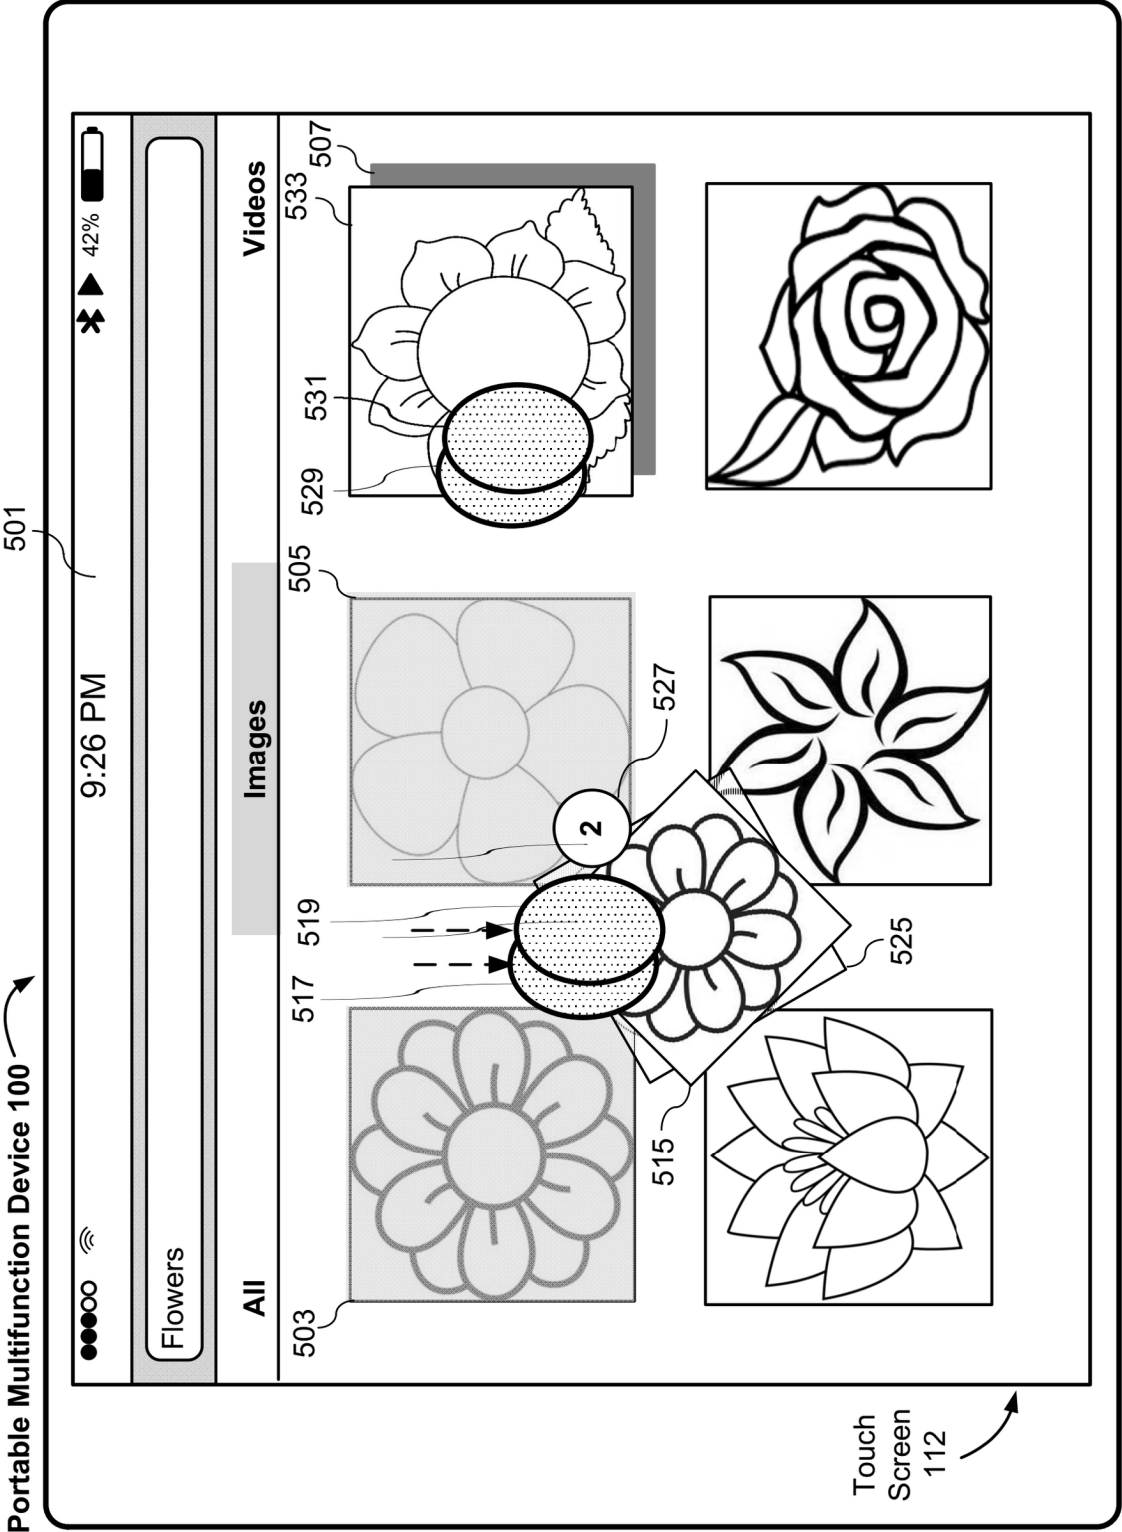 Portable Multifunction Device 100
501
9:26 PM
42%
Flowers
All
Images
Videos
503
517
519
505
529
531
533
507
2
527
515
525
Touch
Screen
112